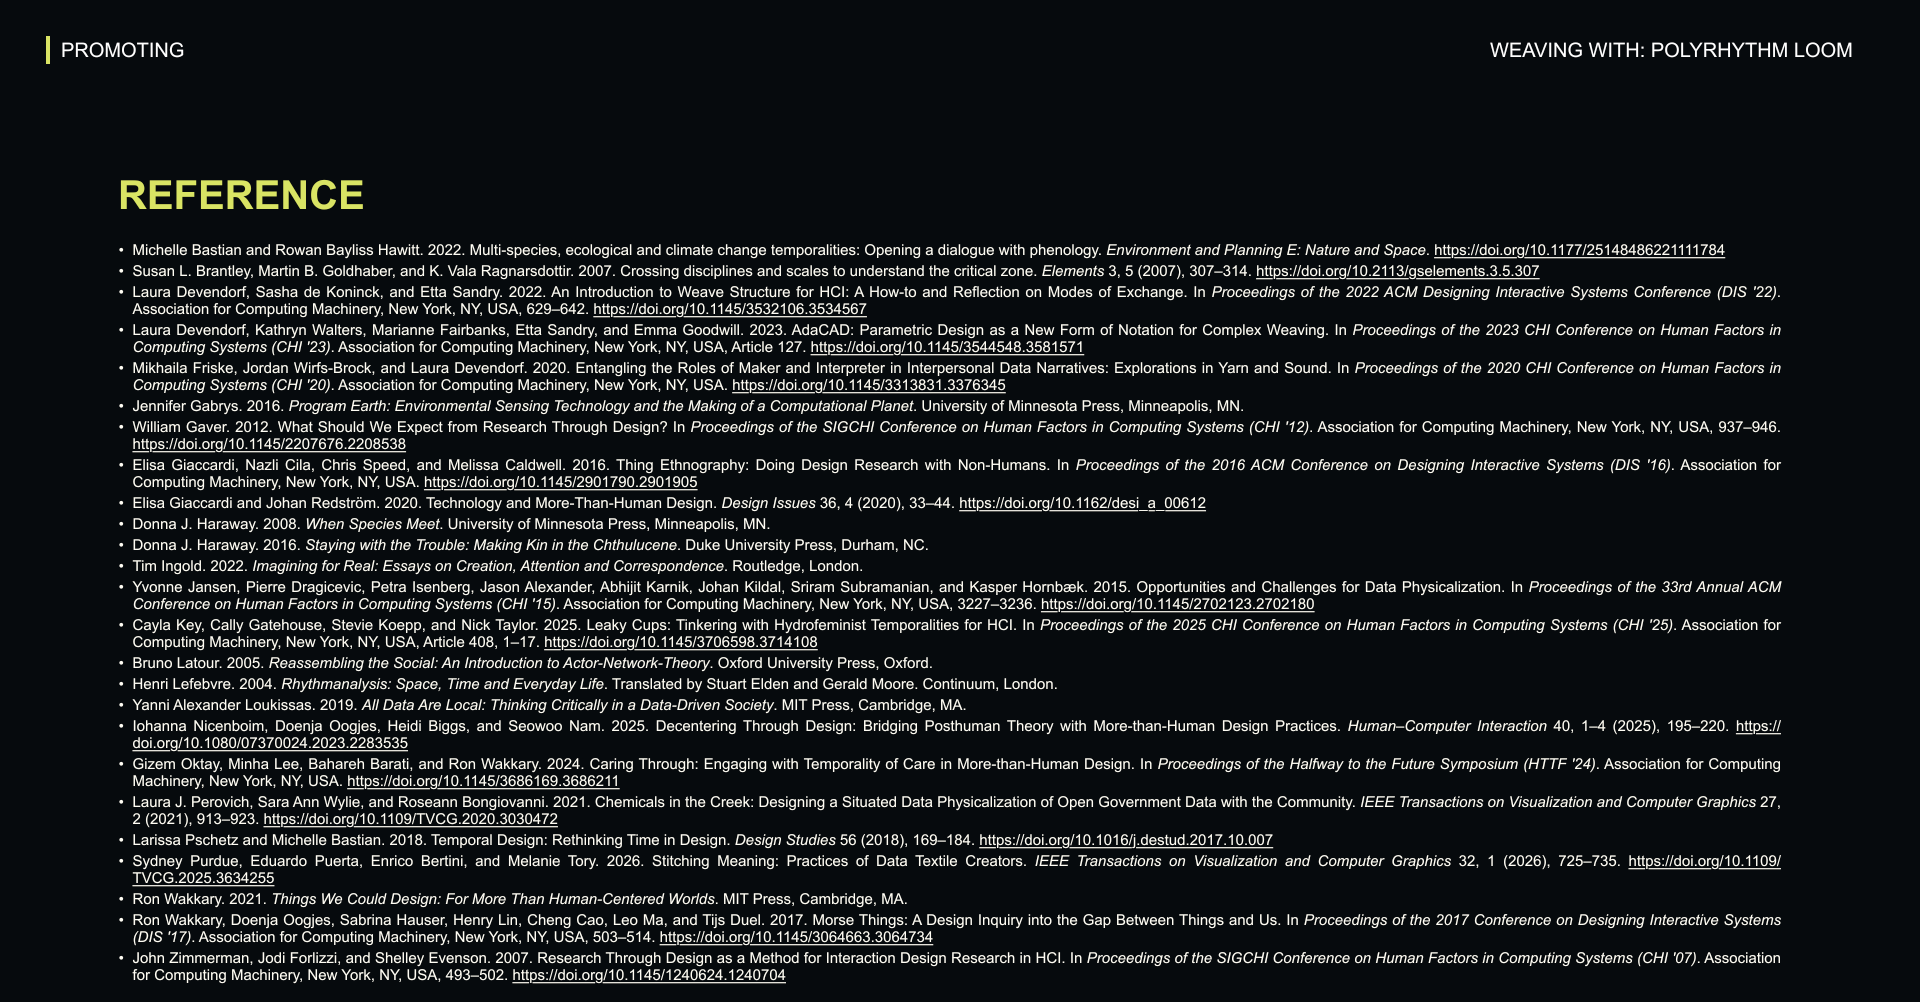 PROMOTING
WEAVING WITH: POLYRHYTHM LOOM
REFERENCE
• Michelle Bastian and Rowan Bayliss Hawitt. 2022. Multi-species, ecological and climate change temporalities: Opening a dialogue with phenology. Environment and Planning E: Nature and Space. https://doi.org/10.1177/25148486221111784
• Susan L. Brantley, Martin B. Goldhaber, and K. Vala Ragnarsdottir. 2007. Crossing disciplines and scales to understand the critical zone. Elements 3, 5 (2007), 307–314. https://doi.org/10.2113/gselements.3.5.307
• Laura Devendorf, Sasha de Koninck, and Etta Sandry. 2022. An Introduction to Weave Structure for HCI: A How-to and Reflection on Modes of Exchange. In Proceedings of the 2022 ACM Designing Interactive Systems Conference (DIS '22).
Association for Computing Machinery, New York, NY, USA, 629–642. https://doi.org/10.1145/3532106.3534567
• Laura Devendorf, Kathryn Walters, Marianne Fairbanks, Etta Sandry, and Emma Goodwill. 2023. AdaCAD: Parametric Design as a New Form of Notation for Complex Weaving. In Proceedings of the 2023 CHI Conference on Human Factors in
Computing Systems (CHI '23). Association for Computing Machinery, New York, NY, USA, Article 127. https://doi.org/10.1145/3544548.3581571
• Mikhaila Friske, Jordan Wirfs-Brock, and Laura Devendorf. 2020. Entangling the Roles of Maker and Interpreter in Interpersonal Data Narratives: Explorations in Yarn and Sound. In Proceedings of the 2020 CHI Conference on Human Factors in
Computing Systems (CHI '20). Association for Computing Machinery, New York, NY, USA. https://doi.org/10.1145/3313831.3376345
• Jennifer Gabrys. 2016. Program Earth: Environmental Sensing Technology and the Making of a Computational Planet. University of Minnesota Press, Minneapolis, MN.
• William Gaver. 2012. What Should We Expect from Research Through Design? In Proceedings of the SIGCHI Conference on Human Factors in Computing Systems (CHI '12). Association for Computing Machinery, New York, NY, USA, 937–946.
https://doi.org/10.1145/2207676.2208538
• Elisa Giaccardi, Nazli Cila, Chris Speed, and Melissa Caldwell. 2016. Thing Ethnography: Doing Design Research with Non-Humans. In Proceedings of the 2016 ACM Conference on Designing Interactive Systems (DIS '16). Association for
Computing Machinery, New York, NY, USA. https://doi.org/10.1145/2901790.2901905
• Elisa Giaccardi and Johan Redström. 2020. Technology and More-Than-Human Design. Design Issues 36, 4 (2020), 33–44. https://doi.org/10.1162/desi_a_00612
• Donna J. Haraway. 2008. When Species Meet. University of Minnesota Press, Minneapolis, MN.
• Donna J. Haraway. 2016. Staying with the Trouble: Making Kin in the Chthulucene. Duke University Press, Durham, NC.
• Tim Ingold. 2022. Imagining for Real: Essays on Creation, Attention and Correspondence. Routledge, London.
• Yvonne Jansen, Pierre Dragicevic, Petra Isenberg, Jason Alexander, Abhijit Karnik, Johan Kildal, Sriram Subramanian, and Kasper Hornbæk. 2015. Opportunities and Challenges for Data Physicalization. In Proceedings of the 33rd Annual ACM
Conference on Human Factors in Computing Systems (CHI '15). Association for Computing Machinery, New York, NY, USA, 3227–3236. https://doi.org/10.1145/2702123.2702180
• Cayla Key, Cally Gatehouse, Stevie Koepp, and Nick Taylor. 2025. Leaky Cups: Tinkering with Hydrofeminist Temporalities for HCI. In Proceedings of the 2025 CHI Conference on Human Factors in Computing Systems (CHI '25). Association for
Computing Machinery, New York, NY, USA, Article 408, 1–17. https://doi.org/10.1145/3706598.3714108
• Bruno Latour. 2005. Reassembling the Social: An Introduction to Actor-Network-Theory. Oxford University Press, Oxford.
• Henri Lefebvre. 2004. Rhythmanalysis: Space, Time and Everyday Life. Translated by Stuart Elden and Gerald Moore. Continuum, London.
• Yanni Alexander Loukissas. 2019. All Data Are Local: Thinking Critically in a Data-Driven Society. MIT Press, Cambridge, MA.
• Iohanna Nicenboim, Doenja Oogjes, Heidi Biggs, and Seowoo Nam. 2025. Decentering Through Design: Bridging Posthuman Theory with More-than-Human Design Practices. Human–Computer Interaction 40, 1–4 (2025), 195–220. https://
doi.org/10.1080/07370024.2023.2283535
• Gizem Oktay, Minha Lee, Bahareh Barati, and Ron Wakkary. 2024. Caring Through: Engaging with Temporality of Care in More-than-Human Design. In Proceedings of the Halfway to the Future Symposium (HTTF '24). Association for Computing
Machinery, New York, NY, USA. https://doi.org/10.1145/3686169.3686211
• Laura J. Perovich, Sara Ann Wylie, and Roseann Bongiovanni. 2021. Chemicals in the Creek: Designing a Situated Data Physicalization of Open Government Data with the Community. IEEE Transactions on Visualization and Computer Graphics 27,
2 (2021), 913–923. https://doi.org/10.1109/TVCG.2020.3030472
• Larissa Pschetz and Michelle Bastian. 2018. Temporal Design: Rethinking Time in Design. Design Studies 56 (2018), 169–184. https://doi.org/10.1016/j.destud.2017.10.007
• Sydney Purdue, Eduardo Puerta, Enrico Bertini, and Melanie Tory. 2026. Stitching Meaning: Practices of Data Textile Creators. IEEE Transactions on Visualization and Computer Graphics 32, 1 (2026), 725–735. https://doi.org/10.1109/
TVCG.2025.3634255
• Ron Wakkary. 2021. Things We Could Design: For More Than Human-Centered Worlds. MIT Press, Cambridge, MA.
• Ron Wakkary, Doenja Oogjes, Sabrina Hauser, Henry Lin, Cheng Cao, Leo Ma, and Tijs Duel. 2017. Morse Things: A Design Inquiry into the Gap Between Things and Us. In Proceedings of the 2017 Conference on Designing Interactive Systems
(DIS '17). Association for Computing Machinery, New York, NY, USA, 503–514. https://doi.org/10.1145/3064663.3064734
• John Zimmerman, Jodi Forlizzi, and Shelley Evenson. 2007. Research Through Design as a Method for Interaction Design Research in HCI. In Proceedings of the SIGCHI Conference on Human Factors in Computing Systems (CHI '07). Association
for Computing Machinery, New York, NY, USA, 493–502. https://doi.org/10.1145/1240624.1240704